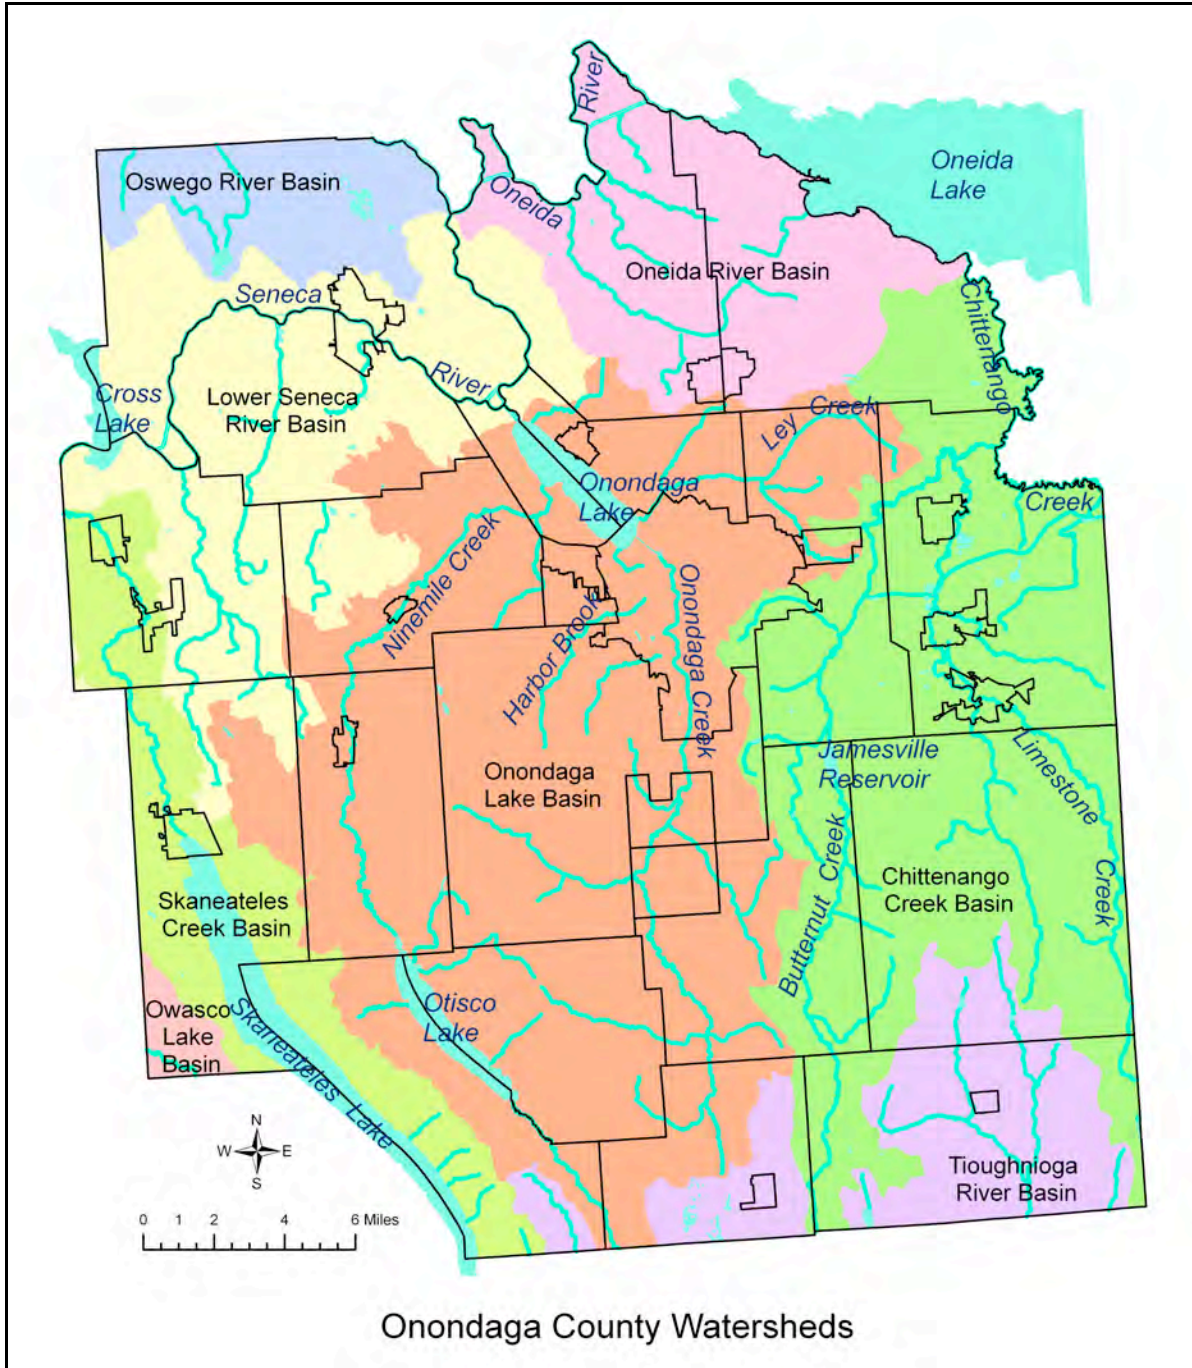 River
Oneida
Lake
Oswego River Basin
Oneida
Oneida River Basin
Seneca
Chittenango
River
Cross
Lake
Lower Seneca
River Basin
Ley Creek
Onondaga
Lake
Creek
Ninemile Creek
Onondaga Creek
Harbor Brook
Jamesville
Reservoir
Limestone
Onondaga
Lake Basin
Butternut Creek
Creek
Chittenango
Creek Basin
Skaneateles
Creek Basin
Owasco
Lake
Basin
Otisco
Lake
Skaneateles Lake
N
W E
S
Tioughnioga
River Basin
0 1 2 4 6 Miles
Onondaga County Watersheds